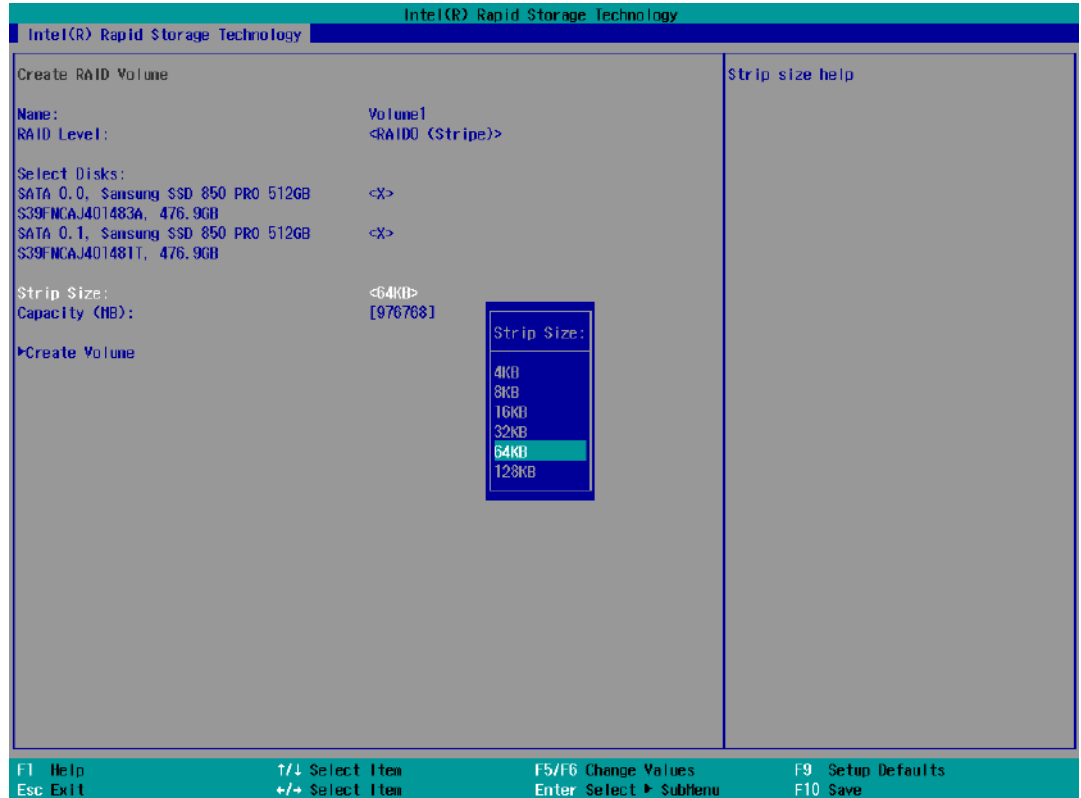 Intel(R) Rapid Storage Technology
Intel(R) Rapid Storage Technology
Create RAID Volume
Strip size help
Name: Volume1
RAID Level: <RAID0 (Stripe)>
Select Disks:
SATA 0.0, Samsung SSD 850 PRO 512GB <X>
S39FNCAJ401483A, 476.9GB
SATA 0.1, Samsung SSD 850 PRO 512GB <X>
S39FNCAJ401481T, 476.9GB
Strip Size: <64KB>
Capacity (MB): [976768]
▶Create Volume
Strip Size:
4KB
8KB
16KB
32KB
64KB
128KB
F1 Help ↑/↓ Select Item F5/F6 Change Values F9 Setup Defaults
Esc Exit ←/→ Select Item Enter Select ▶ SubMenu F10 Save